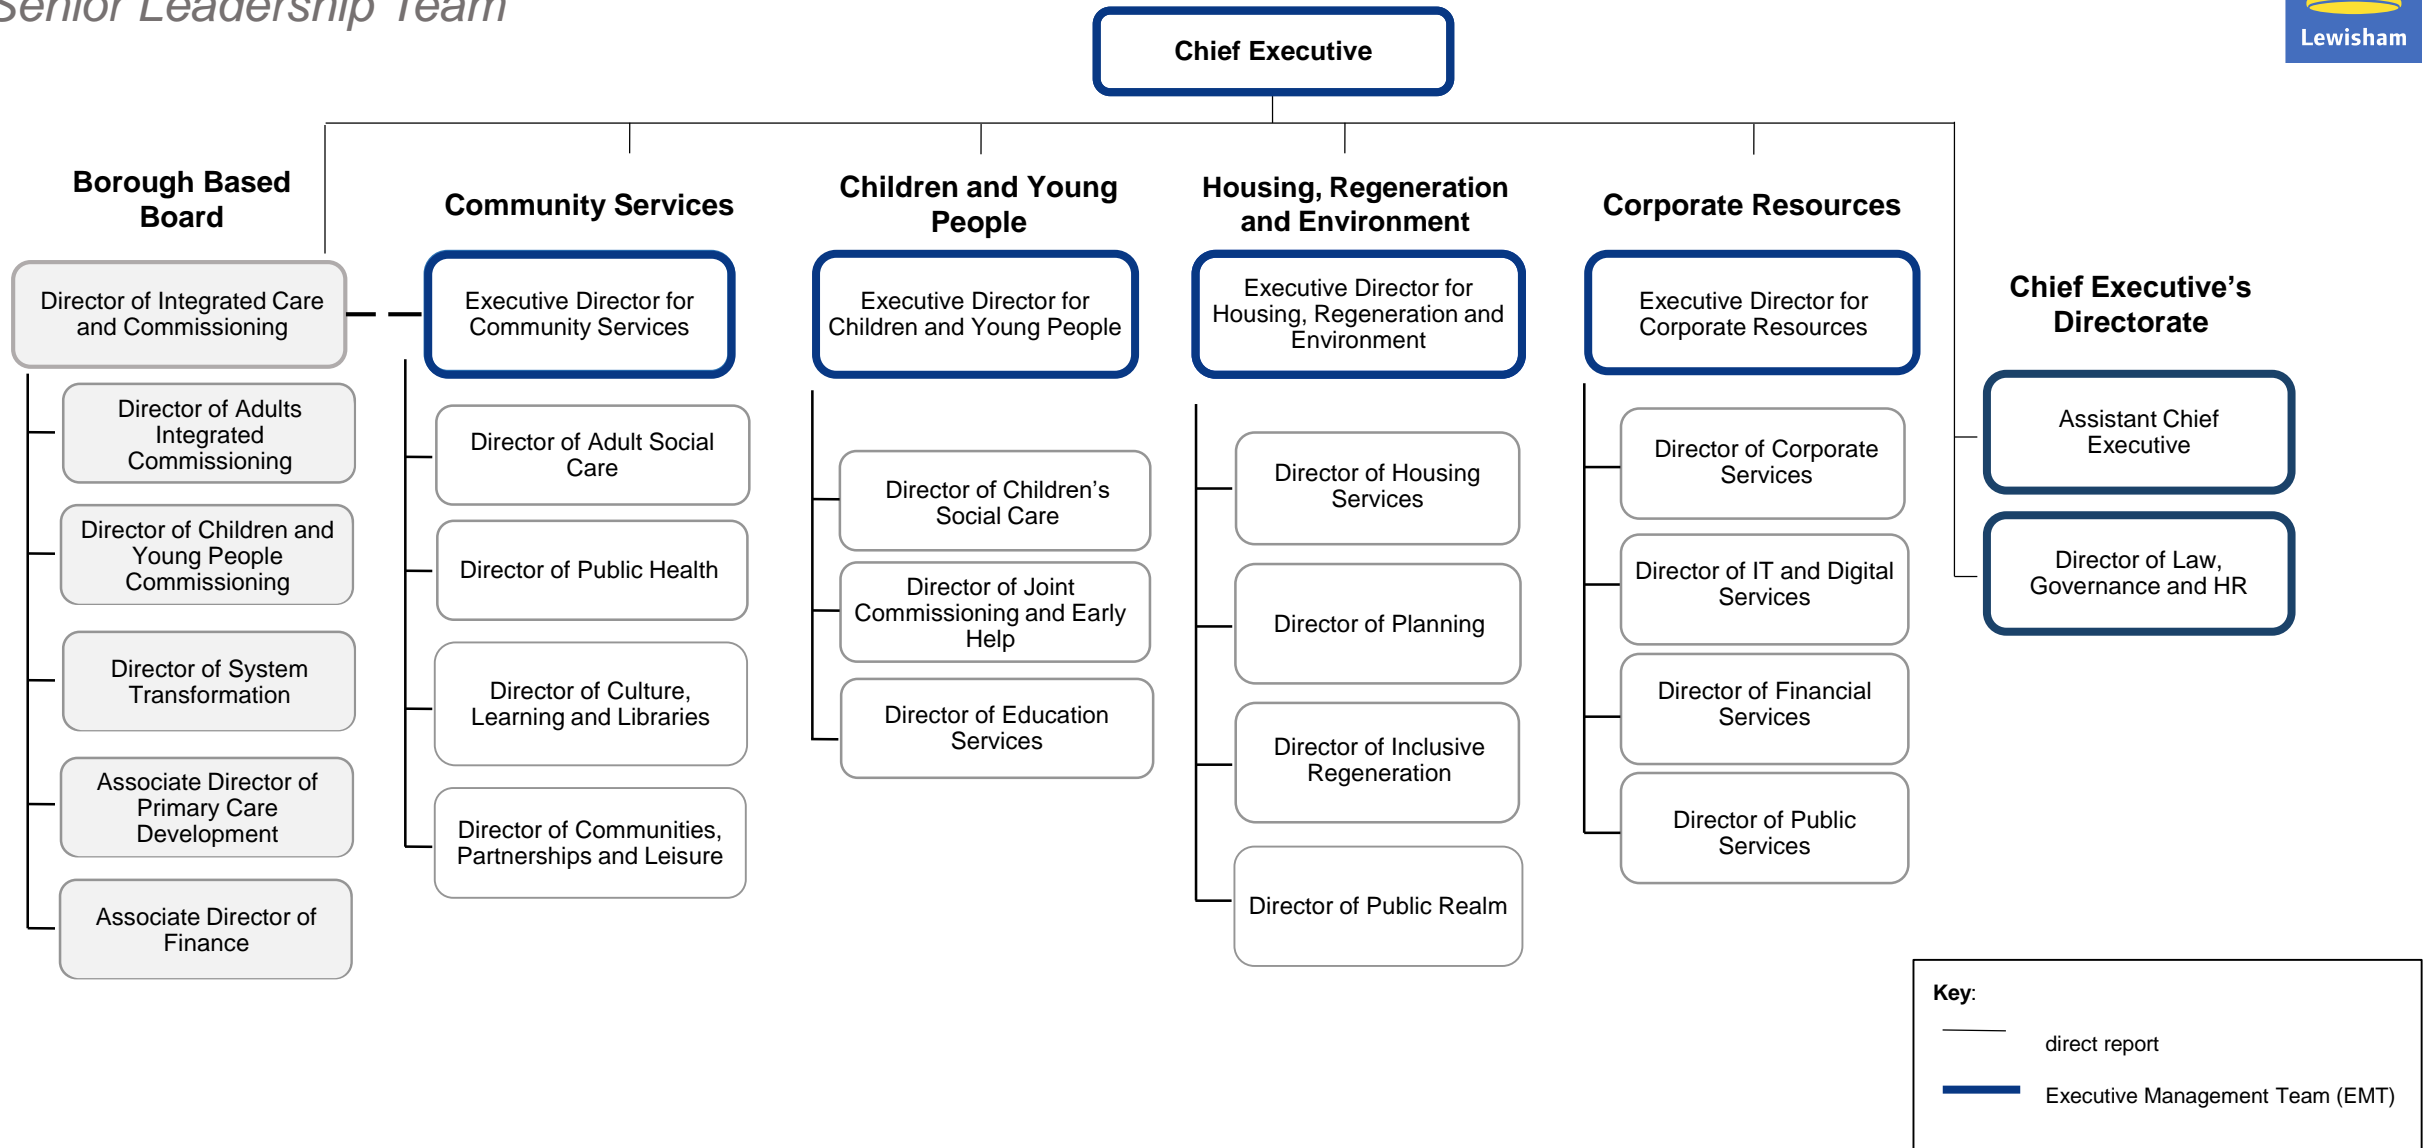 Senior Leadership Team
Lewisham
Chief Executive
Borough Based
Board
Community Services
Children and Young
People
Housing, Regeneration
and Environment
Corporate Resources
Chief Executive’s
Directorate
Director of Integrated Care
and Commissioning
Director of Adults
Integrated
Commissioning
Director of Children and
Young People
Commissioning
Director of System
Transformation
Associate Director of
Primary Care
Development
Associate Director of
Finance
Executive Director for
Community Services
Director of Adult Social
Care
Director of Public Health
Director of Culture,
Learning and Libraries
Director of Communities,
Partnerships and Leisure
Executive Director for
Children and Young People
Director of Children’s
Social Care
Director of Joint
Commissioning and Early
Help
Director of Education
Services
Executive Director for
Housing, Regeneration and
Environment
Director of Housing
Services
Director of Planning
Director of Inclusive
Regeneration
Director of Public Realm
Executive Director for
Corporate Resources
Director of Corporate
Services
Director of IT and Digital
Services
Director of Financial
Services
Director of Public
Services
Assistant Chief
Executive
Director of Law,
Governance and HR
Key:
direct report
Executive Management Team (EMT)